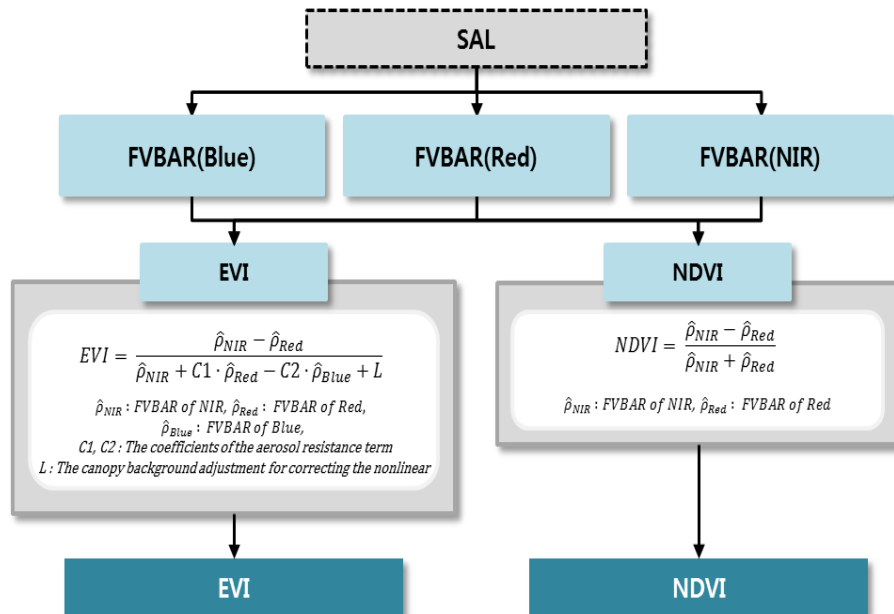 SAL
FVBAR(Blue)
FVBAR(Red)
FVBAR(NIR)
EVI
NDVI
EVI = (ρ̂_NIR − ρ̂_Red) / (ρ̂_NIR + C1 · ρ̂_Red − C2 · ρ̂_Blue + L)
ρ̂_NIR : FVBAR of NIR, ρ̂_Red : FVBAR of Red,
ρ̂_Blue : FVBAR of Blue,
C1, C2 : The coefficients of the aerosol resistance term
L : The canopy background adjustment for correcting the nonlinear
NDVI = (ρ̂_NIR − ρ̂_Red) / (ρ̂_NIR + ρ̂_Red)
ρ̂_NIR : FVBAR of NIR, ρ̂_Red : FVBAR of Red
EVI
NDVI